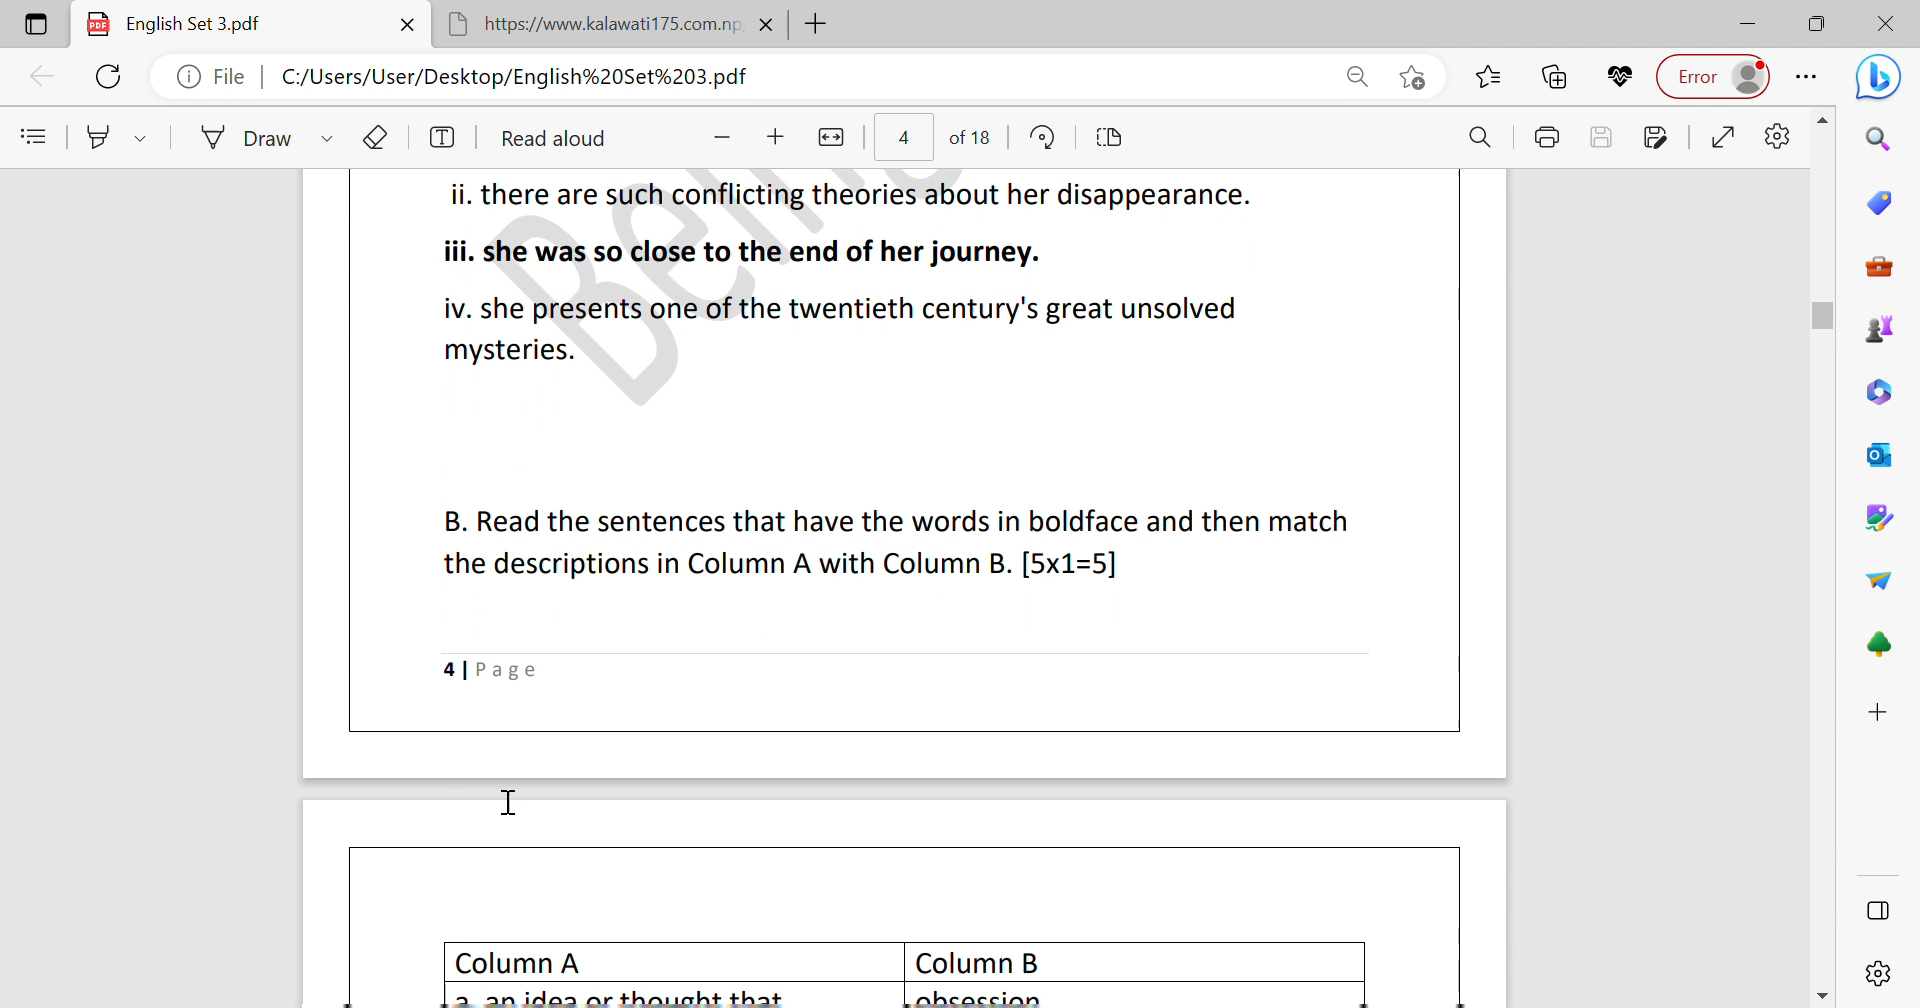 English Set 3.pdf
https://www.kalawati175.com.np
File
C:/Users/User/Desktop/English%20Set%203.pdf
Error
Draw
Read aloud
4
of 18
ii. there are such conflicting theories about her disappearance.
iii. she was so close to the end of her journey.
iv. she presents one of the twentieth century's great unsolved
mysteries.
B. Read the sentences that have the words in boldface and then match
the descriptions in Column A with Column B. [5x1=5]
4 | Page
Column A
Column B
a. an idea or thought that
obsession